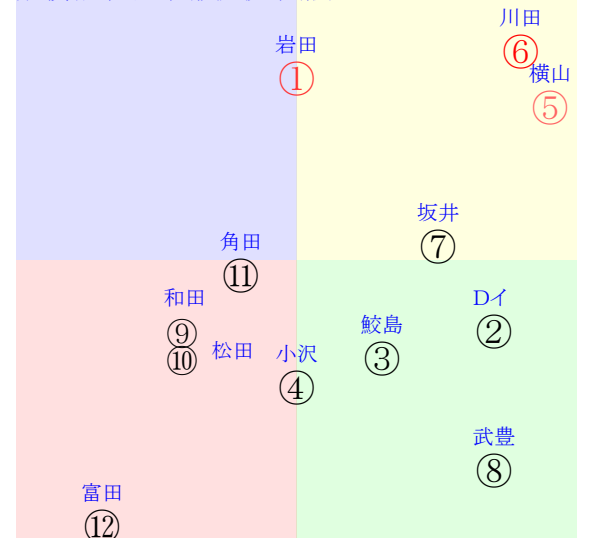 川田
⑥
岩田
①
横山
⑤
坂井
⑦
角田
⑪
和田
⑨
Dイ
②
鮫島
③
松田
⑩
小沢
④
武豊
⑧
富田
⑫